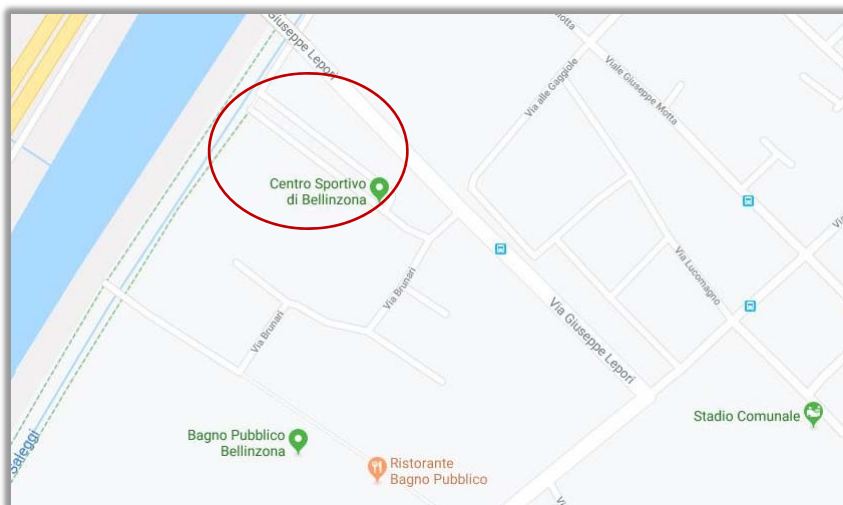 Giuseppe Lepori
Motta
Viale Giuseppe Motta
Via alle Gaggiole
Centro Sportivo
di Bellinzona
Via
Via Lucomagno
Via Brunari
Via Brunari
Via Giuseppe Lepori
Stadio Comunale
Bagno Pubblico
Bellinzona
Saleggi
Ristorante
Bagno Pubblico